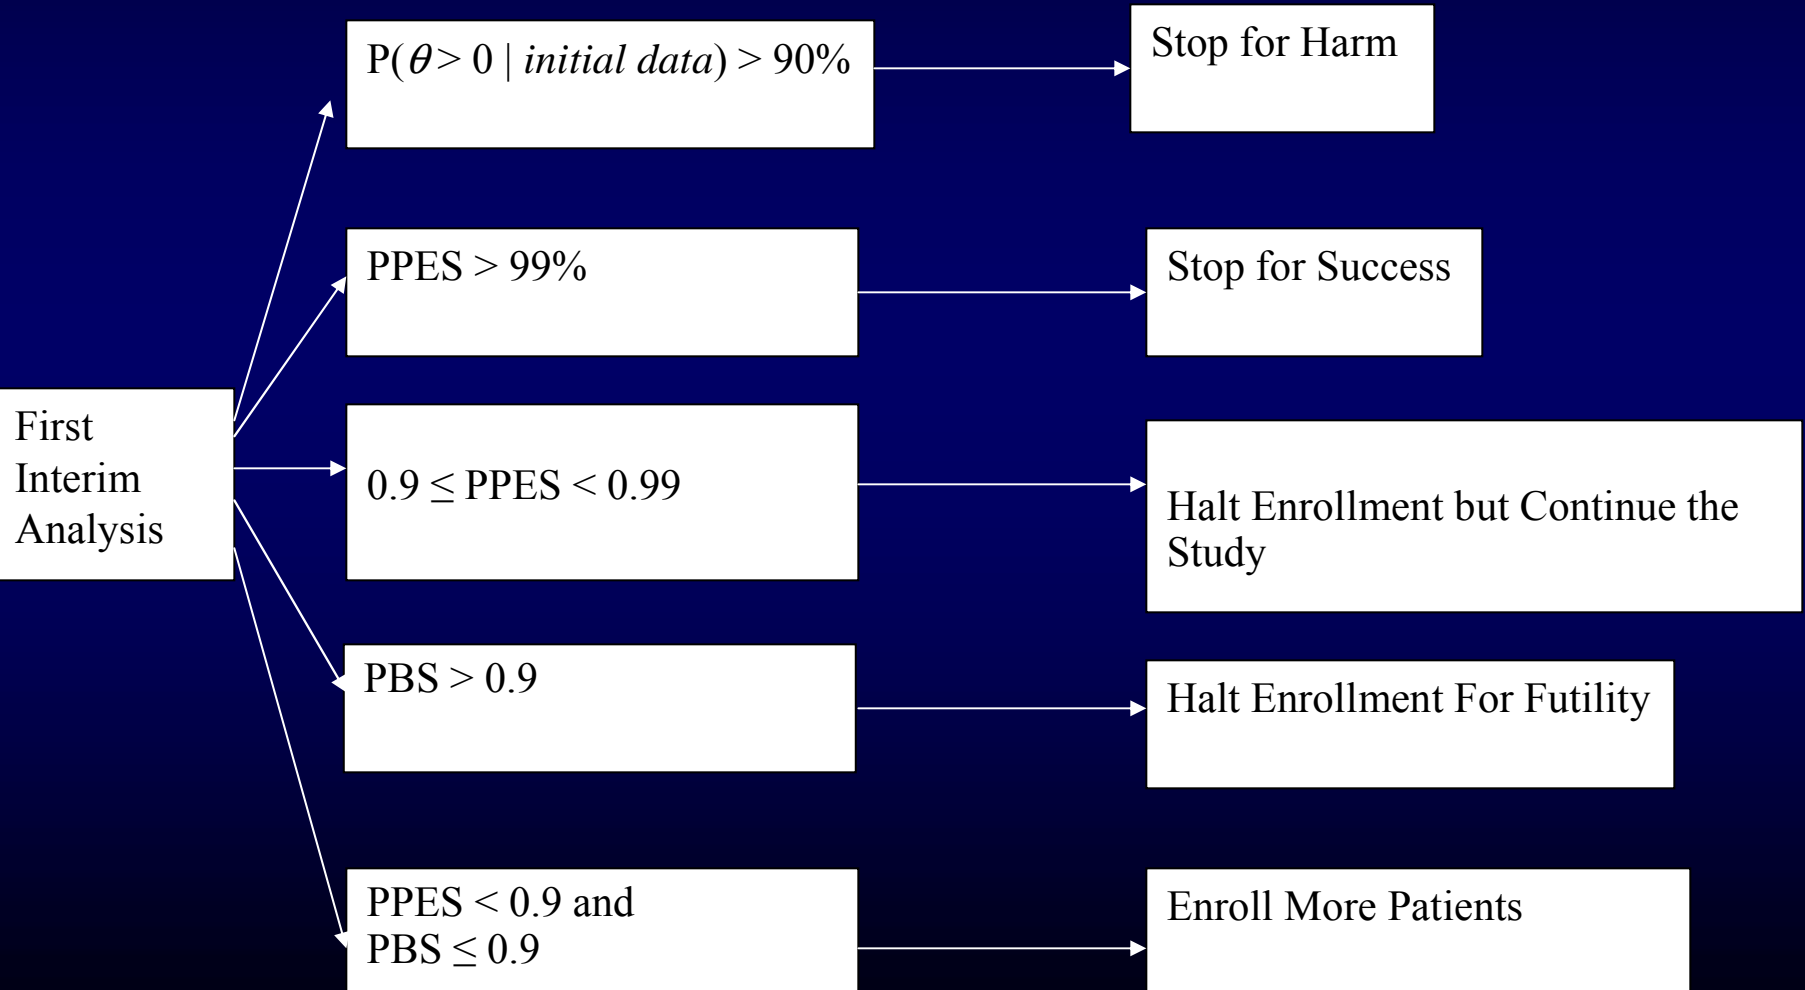 P(θ > 0 | initial data) > 90%
Stop for Harm
PPES > 99%
Stop for Success
First
Interim
Analysis
0.9 ≤ PPES < 0.99
Halt Enrollment but Continue the
Study
PBS > 0.9
Halt Enrollment For Futility
PPES < 0.9 and
PBS ≤ 0.9
Enroll More Patients